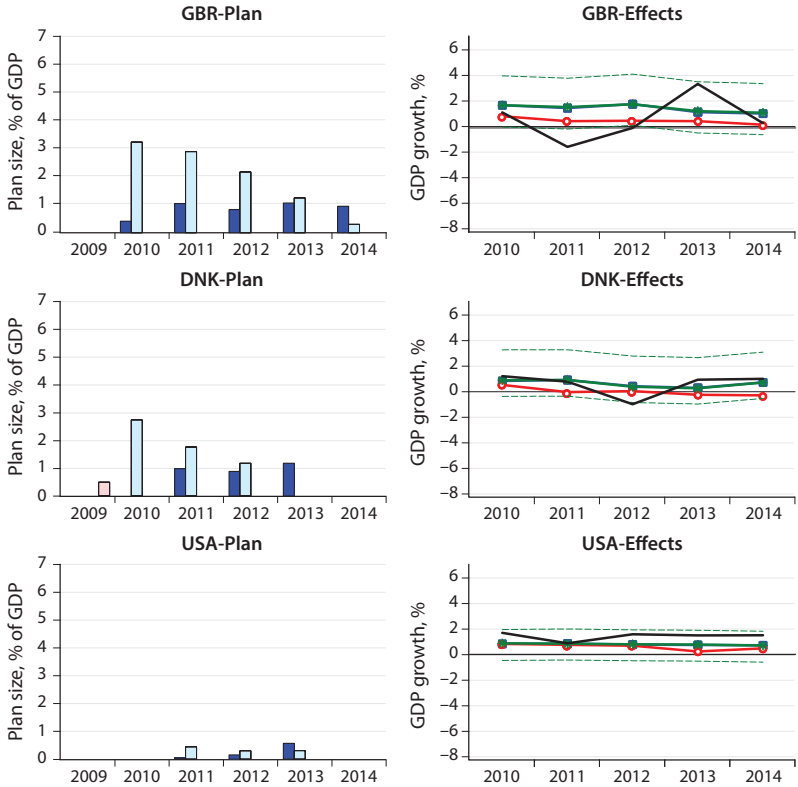 GBR-Plan
Plan size, % of GDP
7
6
5
4
3
2
1
0
2009 2010 2011 2012 2013 2014
GBR-Effects
GDP growth, %
6
4
2
0
−2
−4
−6
−8
2010 2011 2012 2013 2014
DNK-Plan
Plan size, % of GDP
7
6
5
4
3
2
1
0
2009 2010 2011 2012 2013 2014
DNK-Effects
GDP growth, %
6
4
2
0
−2
−4
−6
−8
2010 2011 2012 2013 2014
USA-Plan
Plan size, % of GDP
7
6
5
4
3
2
1
0
2009 2010 2011 2012 2013 2014
USA-Effects
GDP growth, %
6
4
2
0
−2
−4
−6
−8
2010 2011 2012 2013 2014